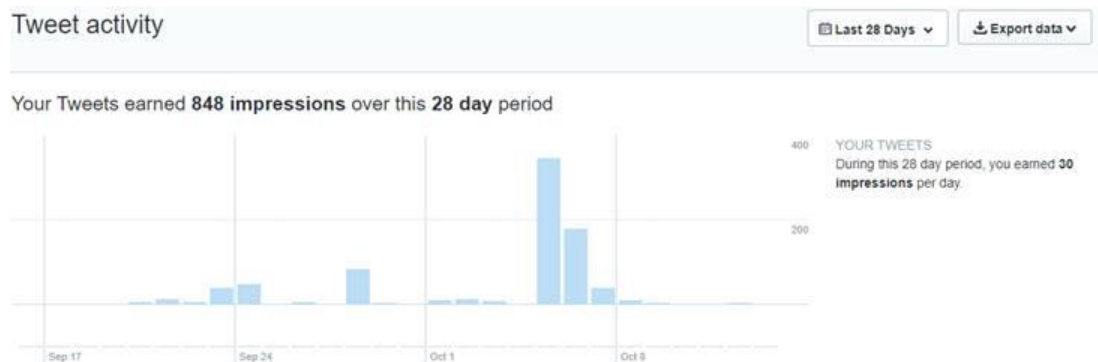 Tweet activity
Last 28 Days
Export data
Your Tweets earned 848 impressions over this 28 day period
400
200
YOUR TWEETS
During this 28 day period, you earned 30
impressions per day.
Sep 17
Sep 24
Oct 1
Oct 8